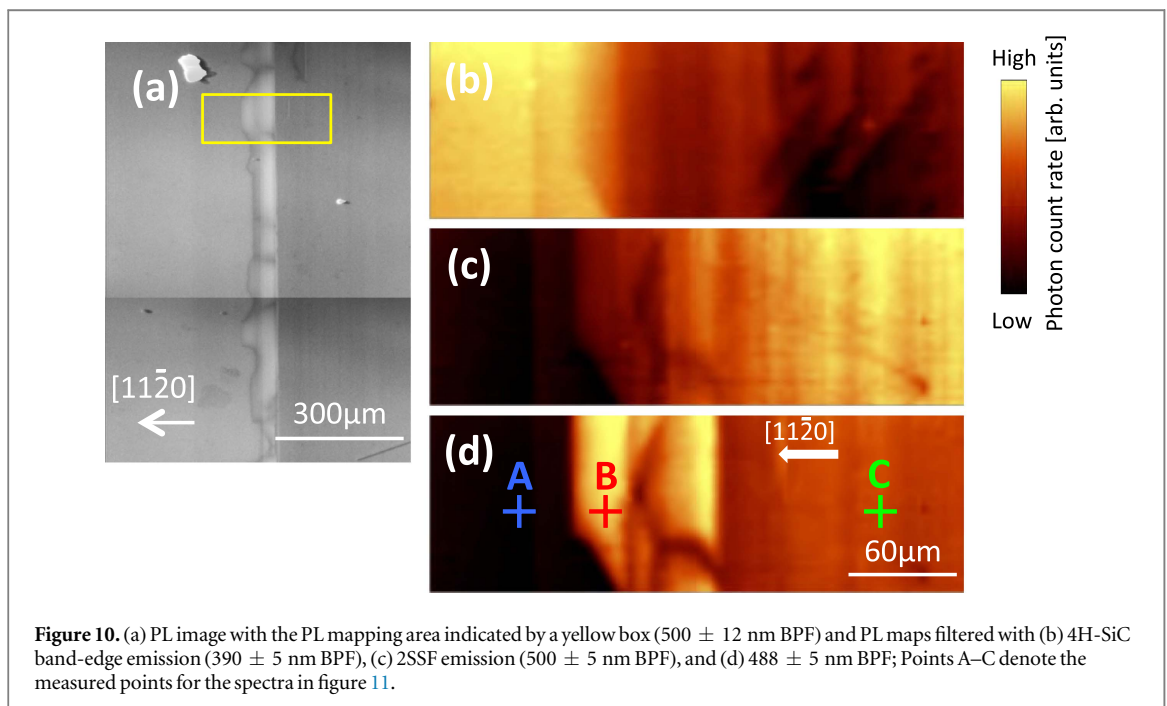 (a)
[112̄0]
300µm
(b)
(c)
(d)
[112̄0]
A
B
C
60µm
High
Low
Photon count rate [arb. units]
Figure 10. (a) PL image with the PL mapping area indicated by a yellow box (500 ± 12 nm BPF) and PL maps filtered with (b) 4H-SiC
band-edge emission (390 ± 5 nm BPF), (c) 2SSF emission (500 ± 5 nm BPF), and (d) 488 ± 5 nm BPF; Points A–C denote the
measured points for the spectra in figure 11.